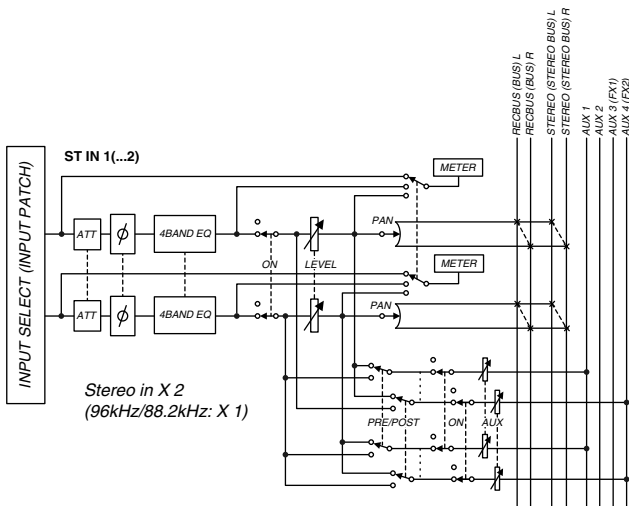 RECBUS (BUS) L
RECBUS (BUS) R
STEREO (STEREO BUS) L
STEREO (STEREO BUS) R
AUX 1
AUX 2
AUX 3 (FX1)
AUX 4 (FX2)
INPUT SELECT (INPUT PATCH)
ST IN 1(...2)
METER
ATT
ϕ
4BAND EQ
ON
LEVEL
PAN
METER
ATT
ϕ
4BAND EQ
PAN
Stereo in X 2
(96kHz/88.2kHz: X 1)
PRE/POST
ON
AUX